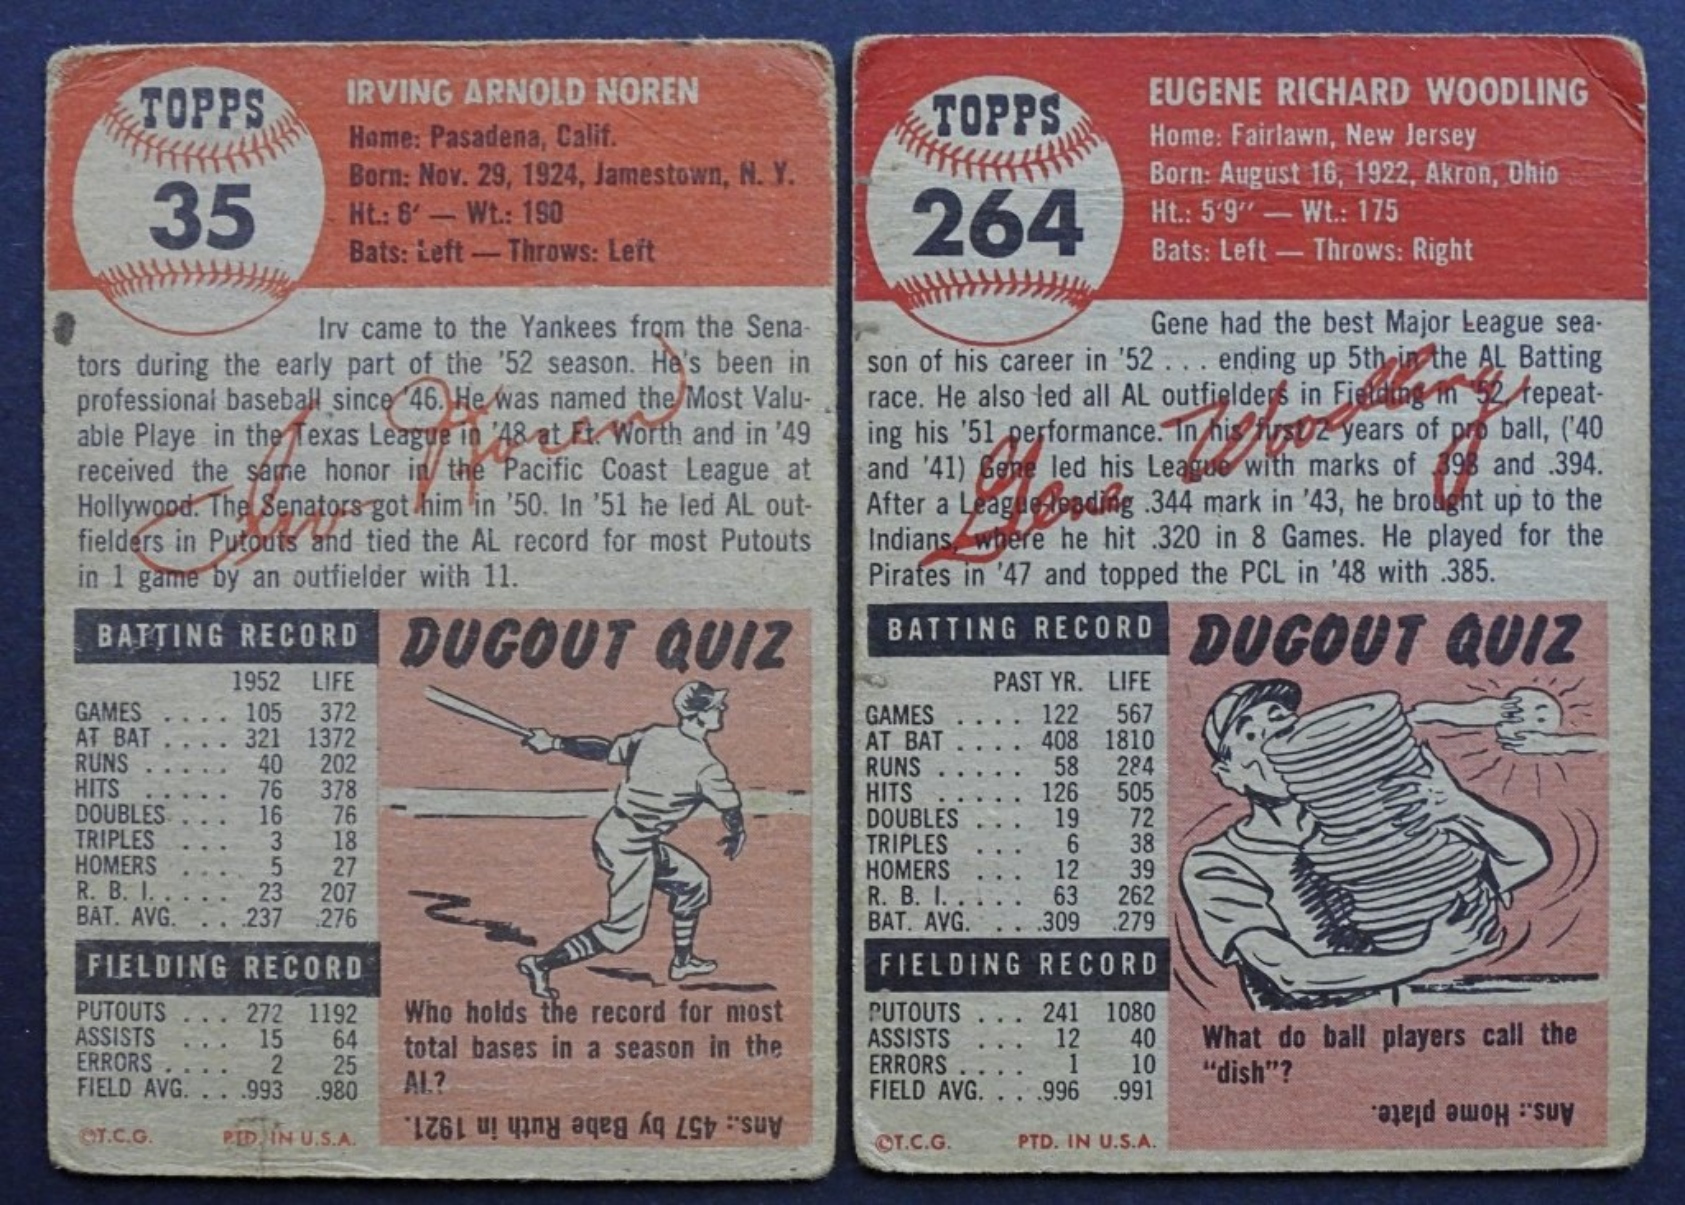 TOPPS
35
IRVING ARNOLD NOREN
Home: Pasadena, Calif.
Born: Nov. 29, 1924, Jamestown, N. Y.
Ht.: 6' — Wt.: 190
Bats: Left — Throws: Left
Irv came to the Yankees from the Sena-
tors during the early part of the '52 season. He's been in
professional baseball since '46. He was named the Most Valu-
able Playe in the Texas League in '48 at Ft. Worth and in '49
received the same honor in the Pacific Coast League at
Hollywood. The Senators got him in '50. In '51 he led AL out-
fielders in Putouts and tied the AL record for most Putouts
in 1 game by an outfielder with 11.
Irv Noren
BATTING RECORD
1952 LIFE
GAMES .... 105 372
AT BAT .... 321 1372
RUNS ..... 40 202
HITS ..... 76 378
DOUBLES ... 16 76
TRIPLES ... 3 18
HOMERS ... 5 27
R. B. I. .... 23 207
BAT. AVG. . . .237 .276
FIELDING RECORD
PUTOUTS ... 272 1192
ASSISTS ... 15 64
ERRORS .... 2 25
FIELD AVG. . . .993 .980
©T.C.G. PTD. IN U.S.A.
DUGOUT QUIZ
Who holds the record for most
total bases in a season in the
AL?
Ans.: 457 by Babe Ruth in 1921.
TOPPS
264
EUGENE RICHARD WOODLING
Home: Fairlawn, New Jersey
Born: August 16, 1922, Akron, Ohio
Ht.: 5'9'' — Wt.: 175
Bats: Left — Throws: Right
Gene had the best Major League sea-
son of his career in '52 . . . ending up 5th in the AL Batting
race. He also led all AL outfielders in Fielding in '52, repeat-
ing his '51 performance. In his first 2 years of pro ball, ('40
and '41) Gene led his League with marks of .398 and .394.
After a League-leading .344 mark in '43, he brought up to the
Indians, where he hit .320 in 8 Games. He played for the
Pirates in '47 and topped the PCL in '48 with .385.
Gene Woodling
BATTING RECORD
PAST YR. LIFE
GAMES .... 122 567
AT BAT .... 408 1810
RUNS ..... 58 284
HITS ..... 126 505
DOUBLES ... 19 72
TRIPLES ... 6 38
HOMERS ... 12 39
R. B. I. .... 63 262
BAT. AVG. . . .309 .279
FIELDING RECORD
PUTOUTS ... 241 1080
ASSISTS ... 12 40
ERRORS .... 1 10
FIELD AVG. . . .996 .991
©T.C.G. PTD. IN U.S.A.
DUGOUT QUIZ
What do ball players call the
"dish"?
Ans.: Home plate.